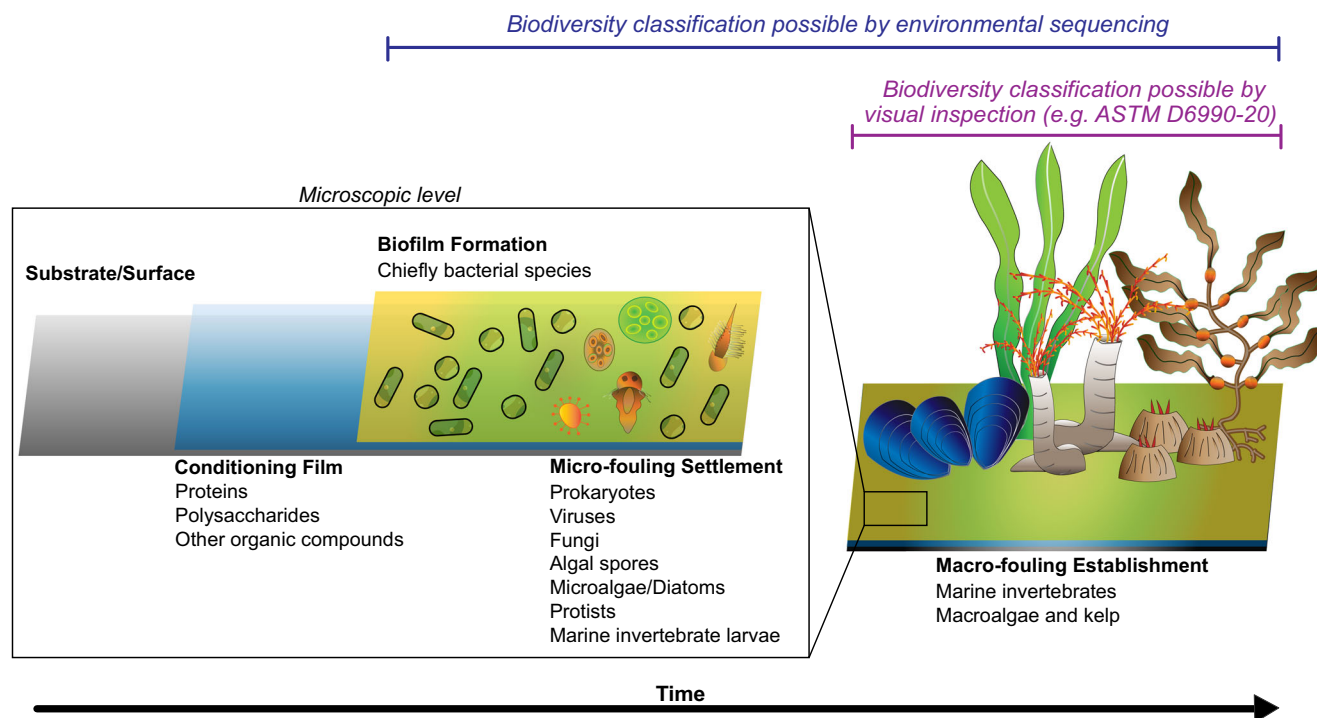 Biodiversity classification possible by environmental sequencing
Biodiversity classification possible by
visual inspection (e.g. ASTM D6990-20)
Microscopic level
Substrate/Surface
Biofilm Formation
Chiefly bacterial species
Conditioning Film
Proteins
Polysaccharides
Other organic compounds
Micro-fouling Settlement
Prokaryotes
Viruses
Fungi
Algal spores
Microalgae/Diatoms
Protists
Marine invertebrate larvae
Macro-fouling Establishment
Marine invertebrates
Macroalgae and kelp
Time